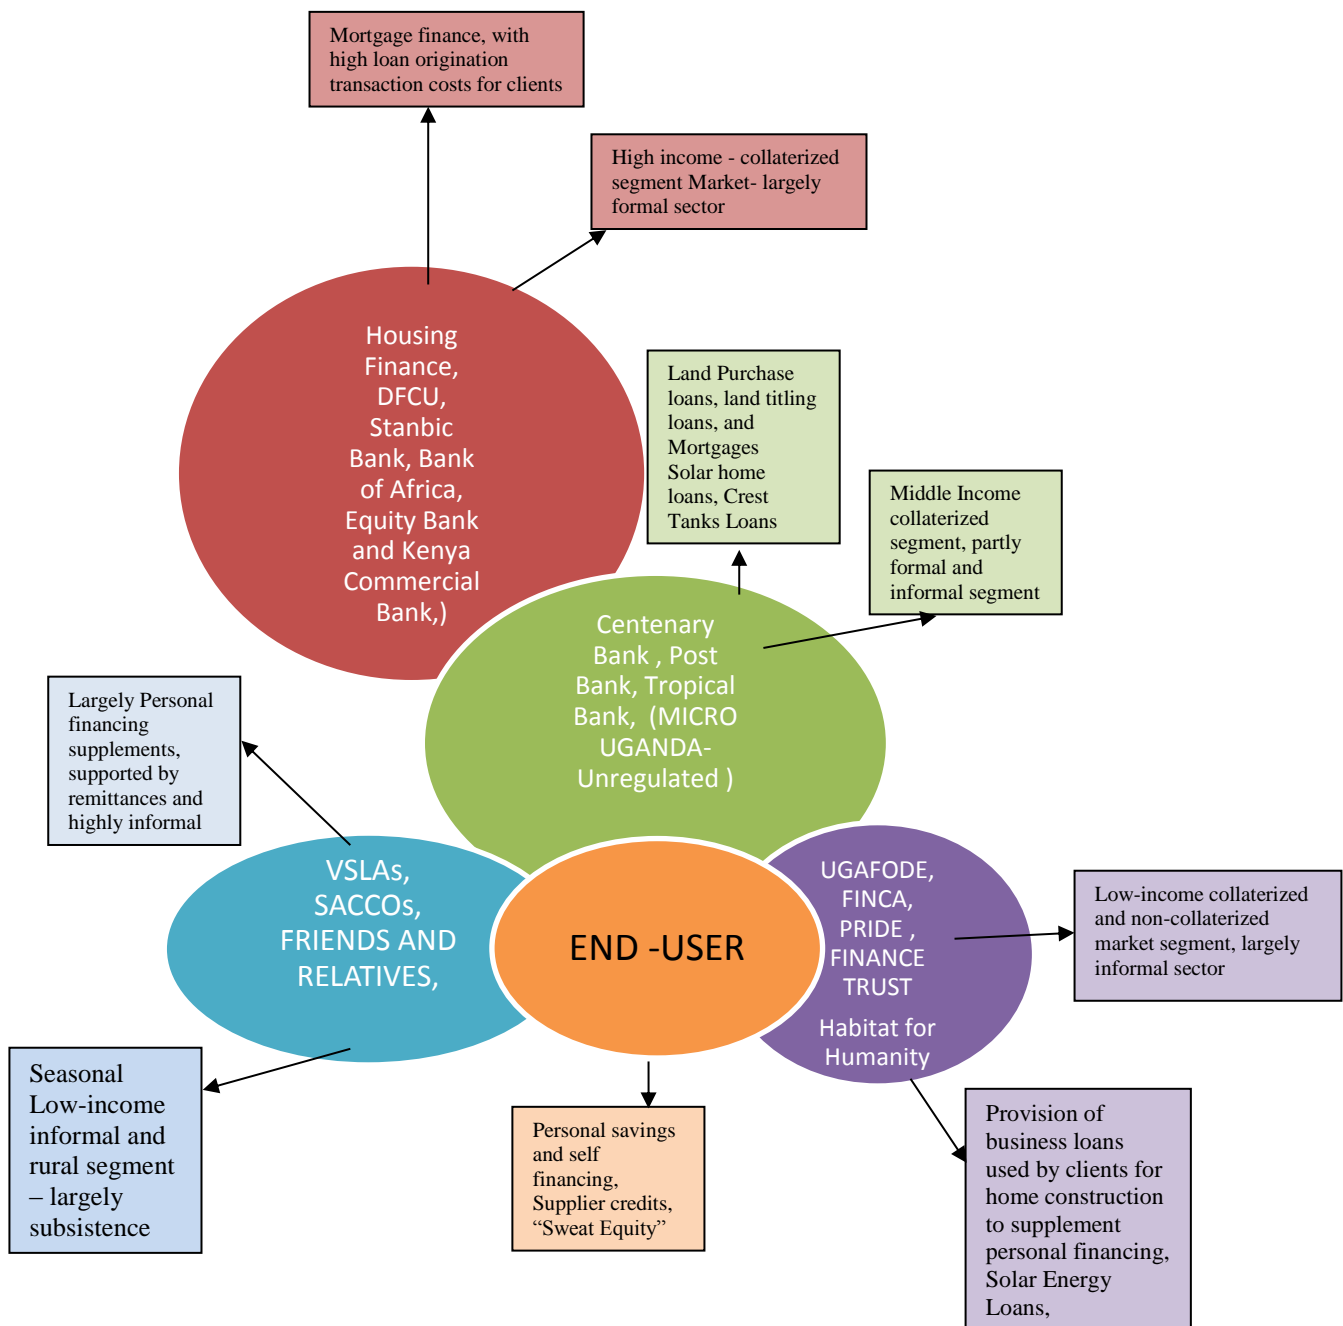 Mortgage finance, with
high loan origination
transaction costs for clients
High income - collaterized
segment Market- largely
formal sector
Housing
Finance,
DFCU,
Stanbic
Bank, Bank
of Africa,
Equity Bank
and Kenya
Commercial
Bank,)
Land Purchase
loans, land titling
loans, and
Mortgages
Solar home
loans, Crest
Tanks Loans
Middle Income
collaterized
segment, partly
formal and
informal segment
Centenary
Bank , Post
Bank, Tropical
Bank, (MICRO
UGANDA-
Unregulated )
Largely Personal
financing
supplements,
supported by
remittances and
highly informal
VSLAs,
SACCOs,
FRIENDS AND
RELATIVES,
END -USER
UGAFODE,
FINCA,
PRIDE ,
FINANCE
TRUST
Habitat for
Humanity
Low-income collaterized
and non-collaterized
market segment, largely
informal sector
Seasonal
Low-income
informal and
rural segment
– largely
subsistence
Personal savings
and self
financing,
Supplier credits,
“Sweat Equity”
Provision of
business loans
used by clients for
home construction
to supplement
personal financing,
Solar Energy
Loans,